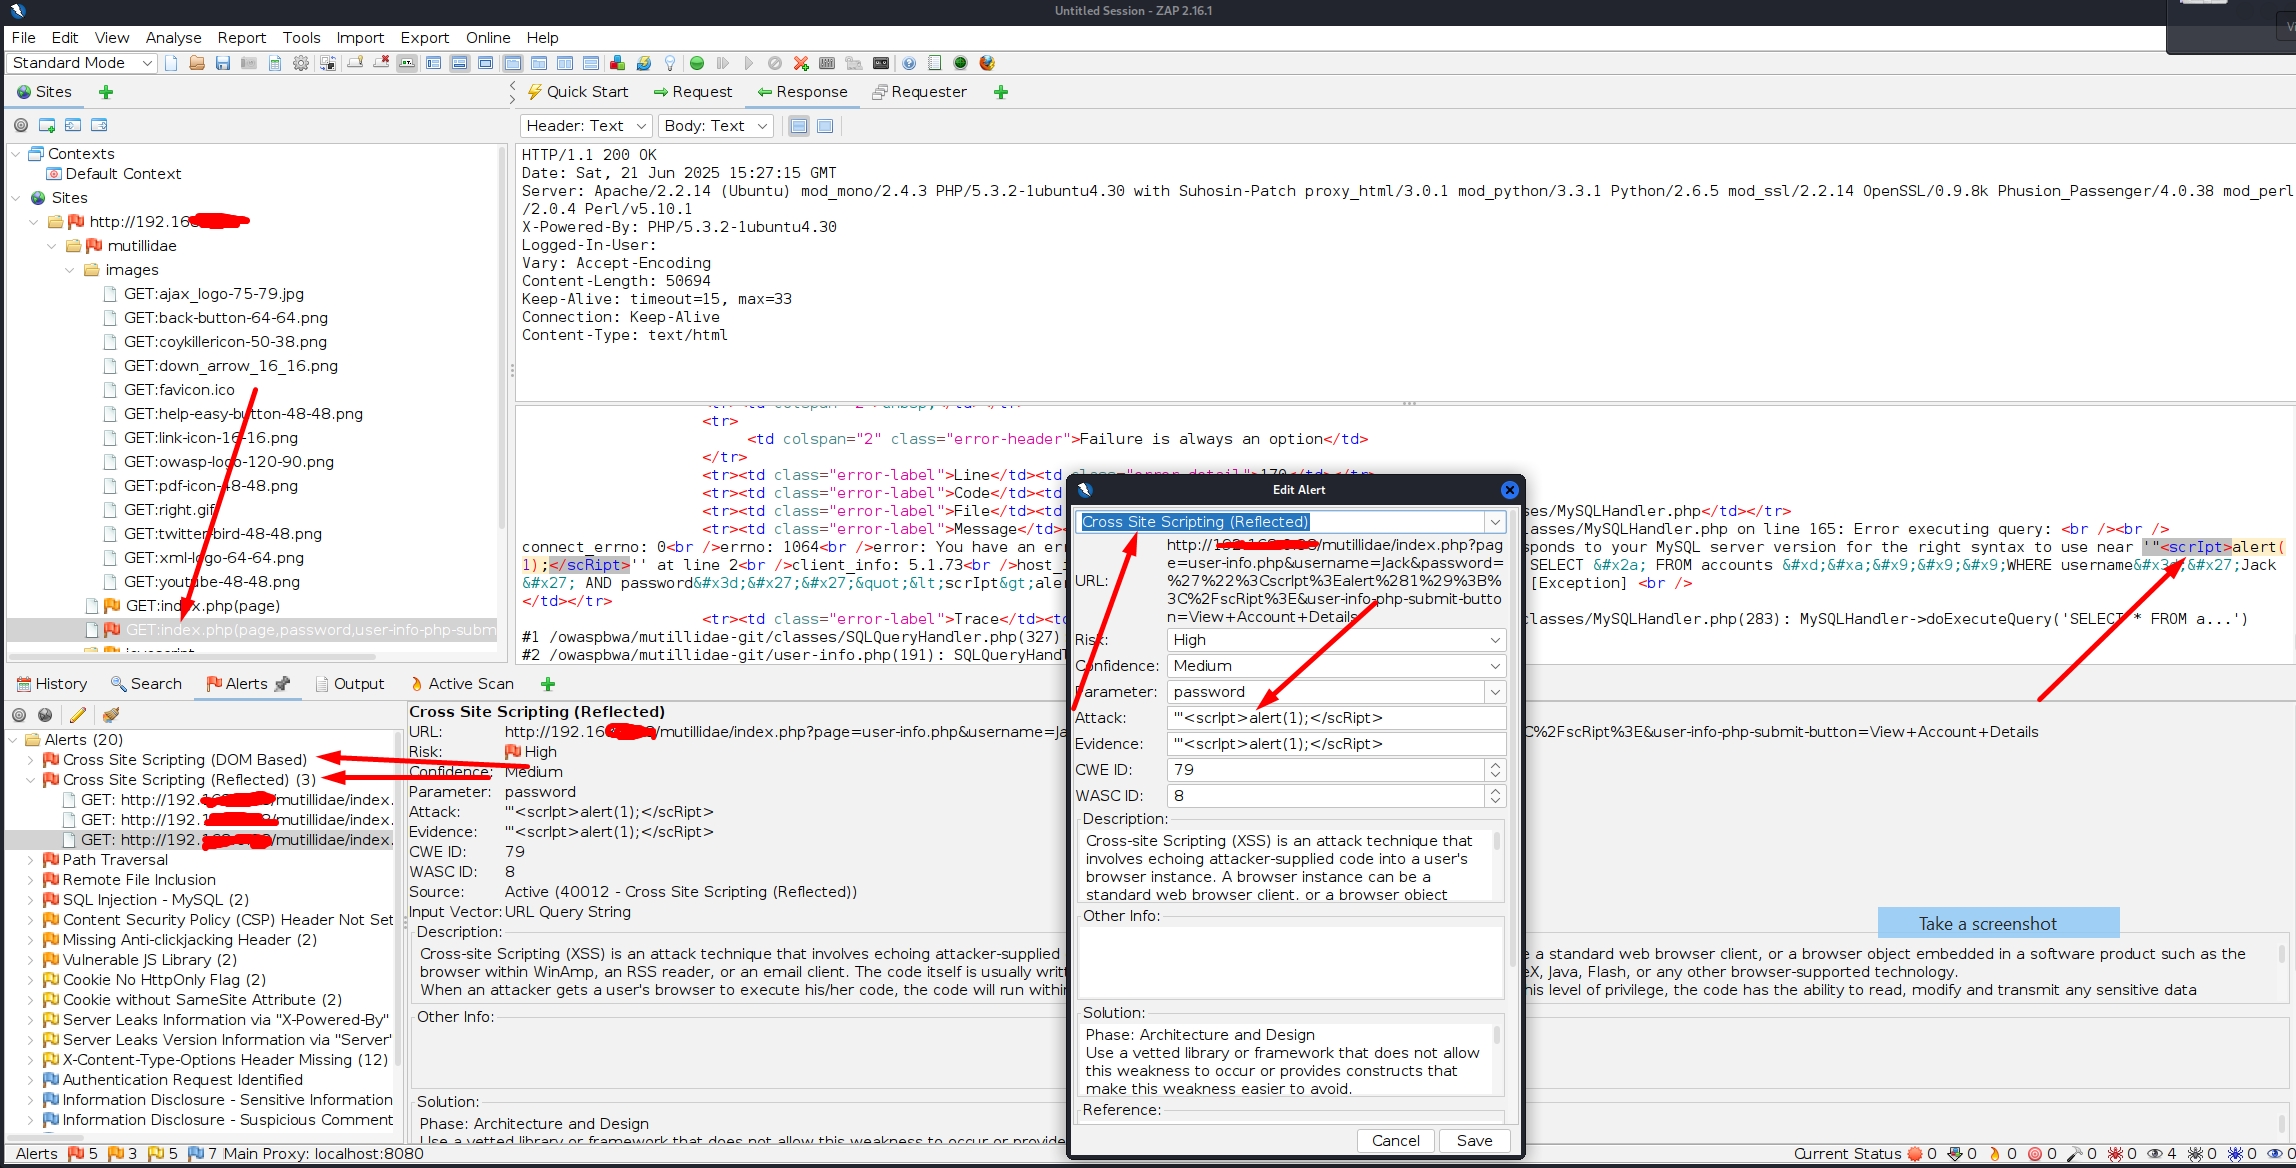 Untitled Session - ZAP 2.16.1
File Edit View Analyse Report Tools Import Export Online Help
Standard Mode
Sites
Quick Start Request Response Requester
Header: Text Body: Text
Contexts
Default Context
Sites
http://192.16
mutillidae
images
GET:ajax_logo-75-79.jpg
GET:back-button-64-64.png
GET:coykillericon-50-38.png
GET:down_arrow_16_16.png
GET:favicon.ico
GET:help-easy-button-48-48.png
GET:link-icon-16-16.png
GET:owasp-logo-120-90.png
GET:pdf-icon-48-48.png
GET:right.gif
GET:twitter-bird-48-48.png
GET:xml-logo-64-64.png
GET:youtube-48-48.png
GET:index.php(page)
GET:index.php(page,password,user-info-php-subm
HTTP/1.1 200 OK
Date: Sat, 21 Jun 2025 15:27:15 GMT
Server: Apache/2.2.14 (Ubuntu) mod_mono/2.4.3 PHP/5.3.2-1ubuntu4.30 with Suhosin-Patch proxy_html/3.0.1 mod_python/3.3.1 Python/2.6.5 mod_ssl/2.2.14 OpenSSL/0.9.8k Phusion_Passenger/4.0.38 mod_perl
/2.0.4 Perl/v5.10.1
X-Powered-By: PHP/5.3.2-1ubuntu4.30
Logged-In-User:
Vary: Accept-Encoding
Content-Length: 50694
Keep-Alive: timeout=15, max=33
Connection: Keep-Alive
Content-Type: text/html
<tr>
<td colspan="2" class="error-header">Failure is always an option</td>
</tr>
<tr><td class="error-label">Line</td><td class="error-detail">170</td></tr>
<tr><td class="error-label">Code</td><td
<tr><td class="error-label">File</td><td es/MySQLHandler.php</td></tr>
<tr><td class="error-label">Message</td>< lasses/MySQLHandler.php on line 165: Error executing query: <br /><br />
connect_errno: 0<br />errno: 1064<br />error: You have an err ponds to your MySQL server version for the right syntax to use near '"<scrIpt>alert(
1);</scRipt>'' at line 2<br />client_info: 5.1.73<br />host_i SELECT &#x2a; FROM accounts &#xd;&#xa;&#x9;&#x9;&#x9;WHERE username&#x3d;&#x27;Jack
&#x27; AND password&#x3d;&#x27;&#x27;&quot;&lt;scrIpt&gt;aler [Exception] <br />
</td></tr>
<tr><td class="error-label">Trace</td><td lasses/MySQLHandler.php(283): MySQLHandler->doExecuteQuery('SELECT * FROM a...')
#1 /owaspbwa/mutillidae-git/classes/SQLQueryHandler.php(327)
#2 /owaspbwa/mutillidae-git/user-info.php(191): SQLQueryHandl
Edit Alert
Cross Site Scripting (Reflected)
URL:
http://192.168 /mutillidae/index.php?pag
e=user-info.php&username=Jack&password=
%27%22%3CscrIpt%3Ealert%281%29%3B%
3C%2FscRipt%3E&user-info-php-submit-butto
n=View+Account+Details
Risk: High
Confidence: Medium
Parameter: password
Attack: '"<scrIpt>alert(1);</scRipt>
Evidence: '"<scrIpt>alert(1);</scRipt>
CWE ID: 79
WASC ID: 8
Description:
Cross-site Scripting (XSS) is an attack technique that
involves echoing attacker-supplied code into a user's
browser instance. A browser instance can be a
standard web browser client, or a browser object
Other Info:
Solution:
Phase: Architecture and Design
Use a vetted library or framework that does not allow
this weakness to occur or provides constructs that
make this weakness easier to avoid.
Reference:
Cancel Save
History Search Alerts Output Active Scan
Alerts (20)
Cross Site Scripting (DOM Based)
Cross Site Scripting (Reflected) (3)
GET: http://192. /mutillidae/index.
GET: http://192.1 /mutillidae/index.
GET: http://192. /mutillidae/index.
Path Traversal
Remote File Inclusion
SQL Injection - MySQL (2)
Content Security Policy (CSP) Header Not Set
Missing Anti-clickjacking Header (2)
Vulnerable JS Library (2)
Cookie No HttpOnly Flag (2)
Cookie without SameSite Attribute (2)
Server Leaks Information via "X-Powered-By"
Server Leaks Version Information via "Server"
X-Content-Type-Options Header Missing (12)
Authentication Request Identified
Information Disclosure - Sensitive Information
Information Disclosure - Suspicious Comment
Cross Site Scripting (Reflected)
URL: http://192.16 /mutillidae/index.php?page=user-info.php&username=Ja C%2FscRipt%3E&user-info-php-submit-button=View+Account+Details
Risk: High
Confidence: Medium
Parameter: password
Attack: '"<scrIpt>alert(1);</scRipt>
Evidence: '"<scrIpt>alert(1);</scRipt>
CWE ID: 79
WASC ID: 8
Source: Active (40012 - Cross Site Scripting (Reflected))
Input Vector: URL Query String
Description:
Cross-site Scripting (XSS) is an attack technique that involves echoing attacker-supplied e a standard web browser client, or a browser object embedded in a software product such as the
browser within WinAmp, an RSS reader, or an email client. The code itself is usually writt eX, Java, Flash, or any other browser-supported technology.
When an attacker gets a user's browser to execute his/her code, the code will run within his level of privilege, the code has the ability to read, modify and transmit any sensitive data
Other Info:
Solution:
Phase: Architecture and Design
Use a vetted library or framework that does not allow this weakness to occur or provide
Take a screenshot
Alerts 5 3 5 7 Main Proxy: localhost:8080
Current Status 0 0 0 0 0 0 4 0 0